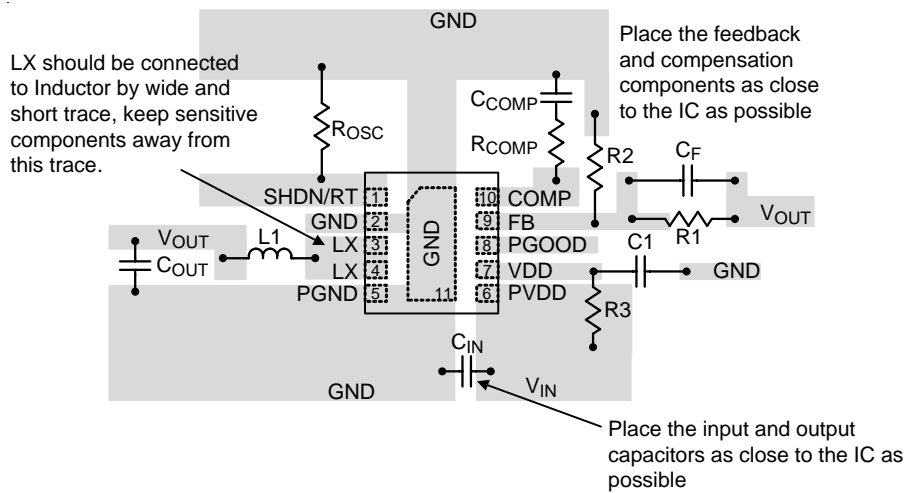 GND
LX should be connected
to Inductor by wide and
short trace, keep sensitive
components away from
this trace.
Place the feedback
and compensation
components as close
to the IC as possible
CCOMP
ROSC
RCOMP
R2
CF
SHDN/RT 1
10 COMP
GND 2
9 FB
R1
VOUT
LX 3
8 PGOOD
LX 4
7 VDD
PGND 5
6 PVDD
GND
11
VOUT
L1
COUT
C1
GND
R3
CIN
GND
VIN
Place the input and output
capacitors as close to the IC as
possible